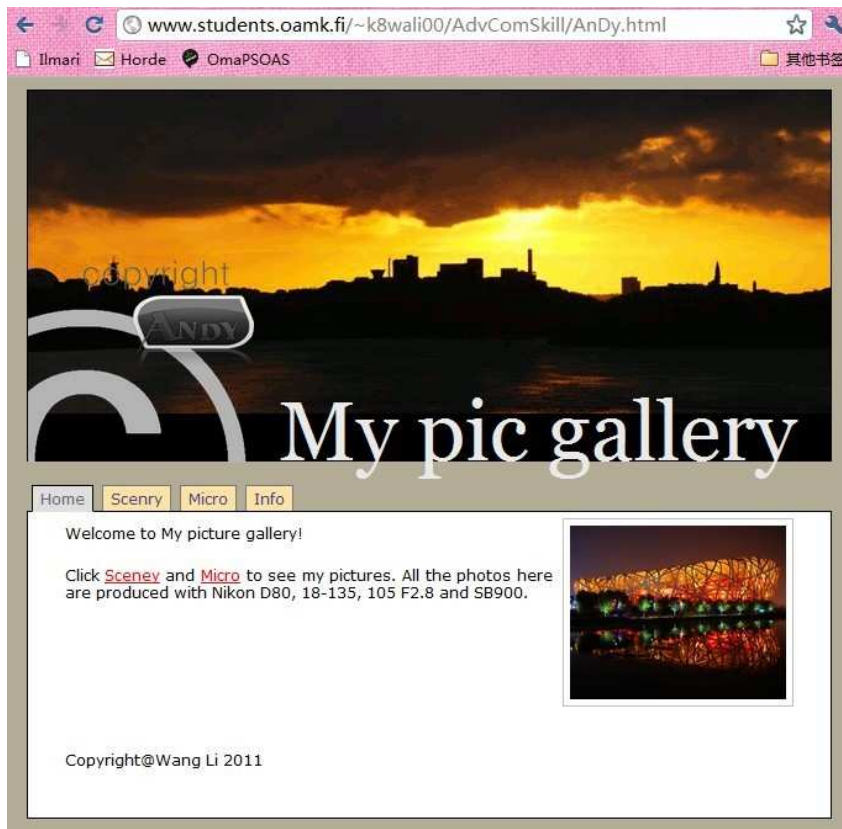 www.students.oamk.fi/~k8wali00/AdvComSkill/AnDy.html
Ilmari Horde OmaPSOAS 其他书签
copyright
ANDY
My pic gallery
Home Scenry Micro Info
Welcome to My picture gallery!
Click Sceney and Micro to see my pictures. All the photos here
are produced with Nikon D80, 18-135, 105 F2.8 and SB900.
Copyright@Wang Li 2011